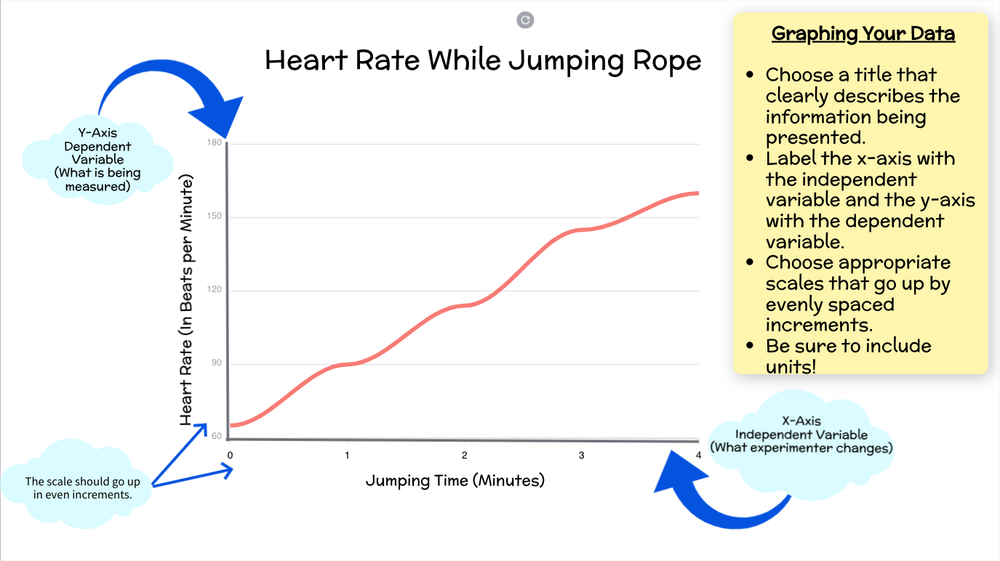 Heart Rate While Jumping Rope
Y-Axis
Dependent
Variable
(What is being
measured)
Heart Rate (In Beats per Minute)
180
150
120
90
60
0 1 2 3 4
Jumping Time (Minutes)
The scale should go up
in even increments.
Graphing Your Data
• Choose a title that
clearly describes the
information being
presented.
• Label the x-axis with
the independent
variable and the y-axis
with the dependent
variable.
• Choose appropriate
scales that go up by
evenly spaced
increments.
• Be sure to include
units!
X-Axis
Independent Variable
(What experimenter changes)